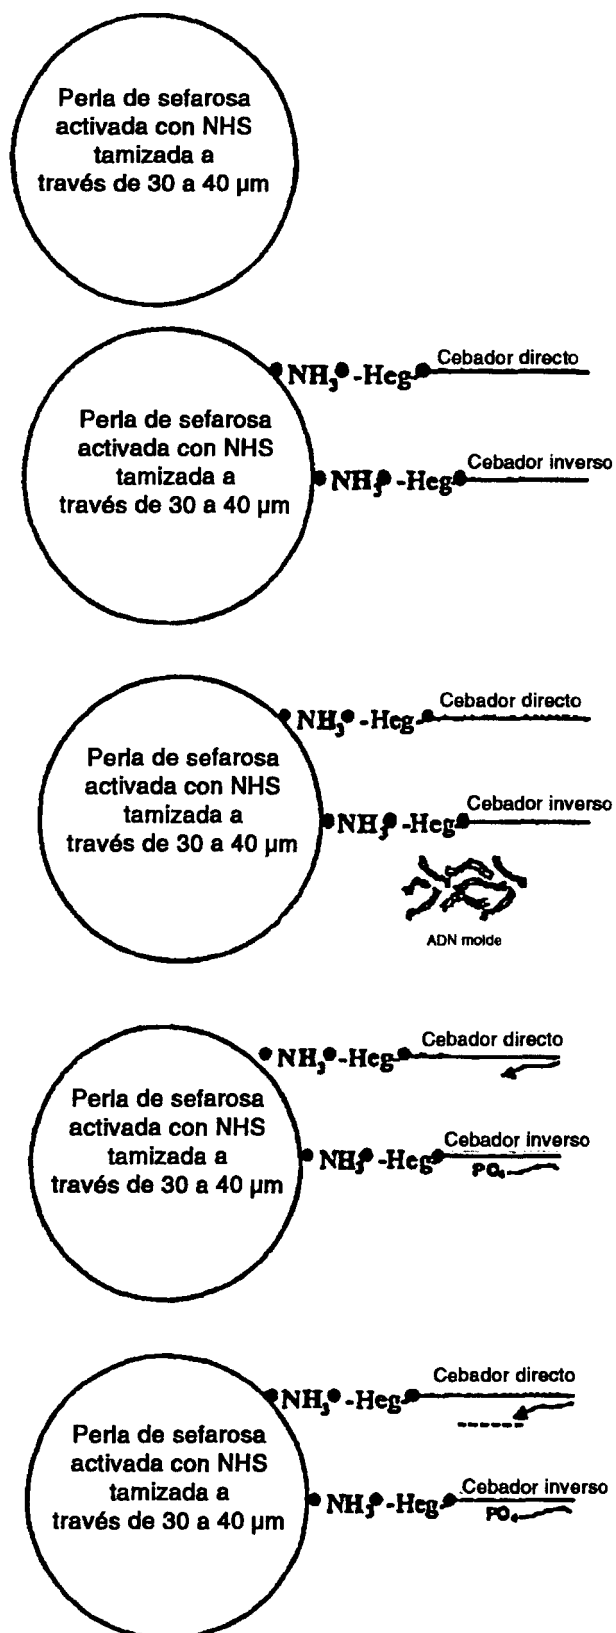 Perla de sefarosa
activada con NHS
tamizada a
través de 30 a 40 µm
Cebador directo
NH₃ -Heg
Perla de sefarosa
activada con NHS
tamizada a
través de 30 a 40 µm
Cebador inverso
NH₃ -Heg
Cebador directo
NH₃ -Heg
Perla de sefarosa
activada con NHS
tamizada a
través de 30 a 40 µm
Cebador inverso
NH₃ -Heg
ADN molde
Cebador directo
NH₃ -Heg
Perla de sefarosa
activada con NHS
tamizada a
través de 30 a 40 µm
Cebador inverso
NH₃ -Heg
PO₄
Cebador directo
NH₃ -Heg
Perla de sefarosa
activada con NHS
tamizada a
través de 30 a 40 µm
Cebador inverso
NH₃ -Heg
PO₄